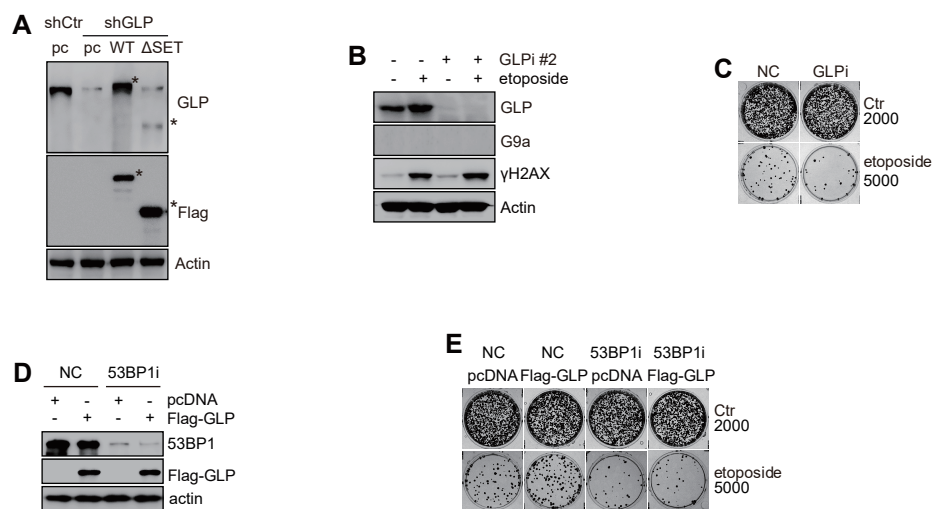 A
shCtr shGLP
pc pc WT ΔSET
*
GLP
*
*
*Flag
Actin
B
- - + + GLPi #2
- + - + etoposide
GLP
G9a
γH2AX
Actin
C
NC GLPi
Ctr
2000
etoposide
5000
D
NC 53BP1i
+ - + - pcDNA
- + - + Flag-GLP
53BP1
Flag-GLP
actin
E
NC NC 53BP1i 53BP1i
pcDNA Flag-GLP pcDNA Flag-GLP
Ctr
2000
etoposide
5000